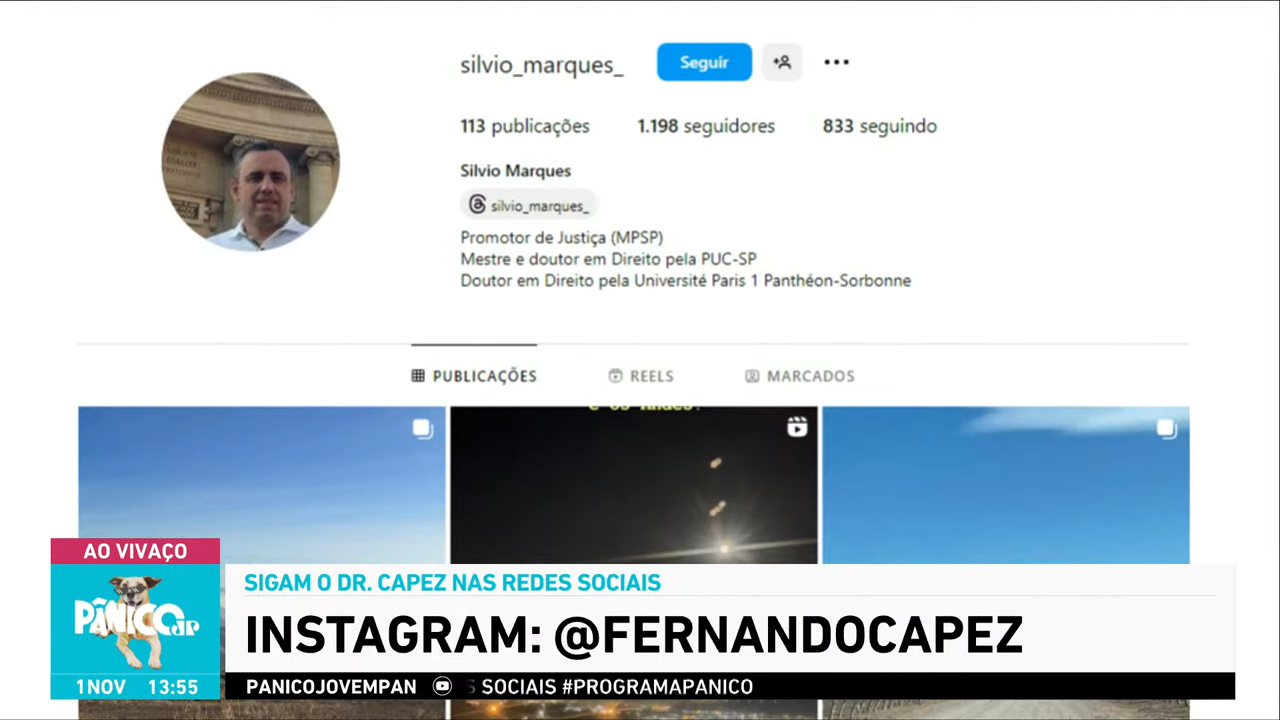 silvio_marques_
Seguir
113 publicações 1.198 seguidores 833 seguindo
Silvio Marques
silvio_marques_
Promotor de Justiça (MPSP)
Mestre e doutor em Direito pela PUC-SP
Doutor em Direito pela Université Paris 1 Panthéon-Sorbonne
PUBLICAÇÕES REELS MARCADOS
e os Andes.
AO VIVAÇO
PÂNICO JP
1 NOV 13:55
SIGAM O DR. CAPEZ NAS REDES SOCIAIS
INSTAGRAM: @FERNANDOCAPEZ
PANICOJOVEMPAN S SOCIAIS #PROGRAMAPANICO